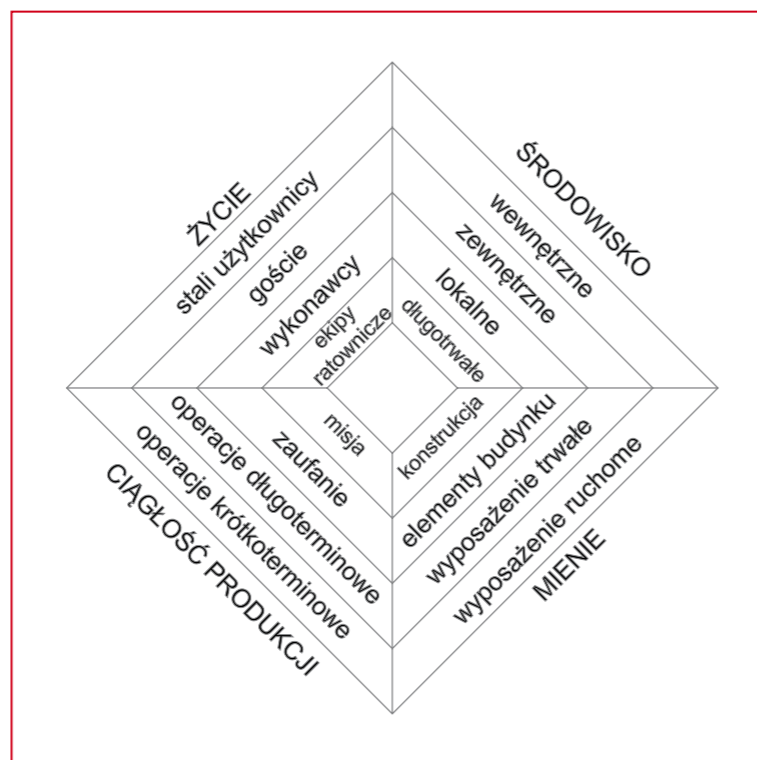 ŻYCIE
stali użytkownicy
goście
wykonawcy
ekipy
ratownicze
ŚRODOWISKO
wewnętrzne
zewnętrzne
lokalne
długotrwałe
CIĄGŁOŚĆ PRODUKCJI
operacje krótkoterminowe
operacje długoterminowe
zaufanie
misja
konstrukcja
elementy budynku
wyposażenie trwałe
wyposażenie ruchome
MIENIE